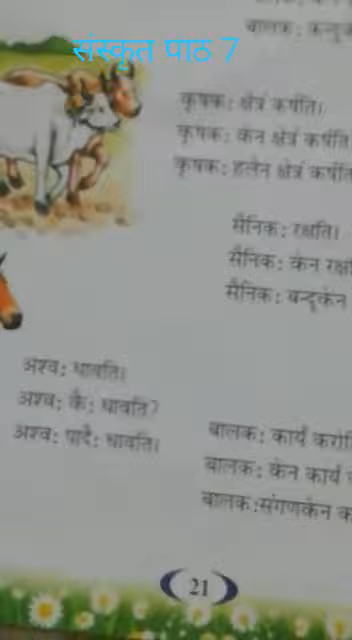 बालकः कन्दुक
संस्कृत पाठ 7
कृषकः क्षेत्रं कर्षति।
कृषकः केन क्षेत्रं कर्षति
कृषकः हलेन क्षेत्रं कर्षति
सैनिकः रक्षति।
सैनिकः केन रक्ष
सैनिकः बन्दूकेन
अश्वः धावति।
अश्वः कैः धावति?
अश्वः पादैः धावति।
बालकः कार्यं करो
बालकः केन कार्यं
बालकः संगणकेन क
21